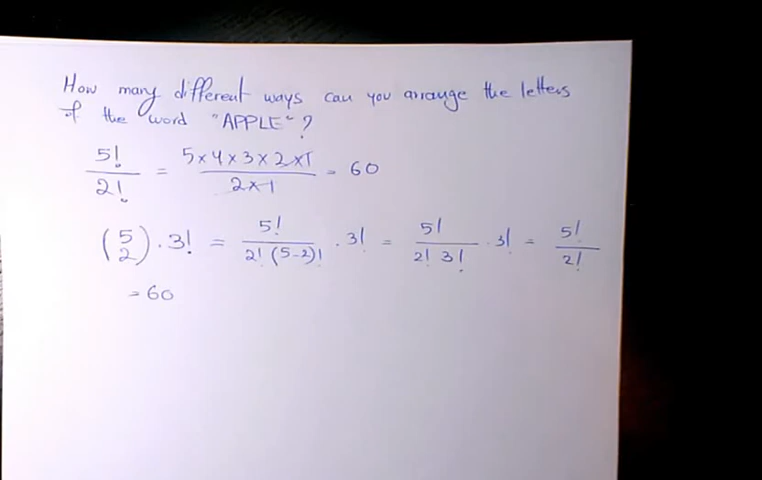 How many different ways can you arrange the letters
of the word "APPLE"?
5!/2! = (5×4×3×2×1)/(2×1) = 60
(5 2) · 3! = 5!/(2! (5-2)!) · 3! = 5!/(2! 3!) · 3! = 5!/2!
= 60